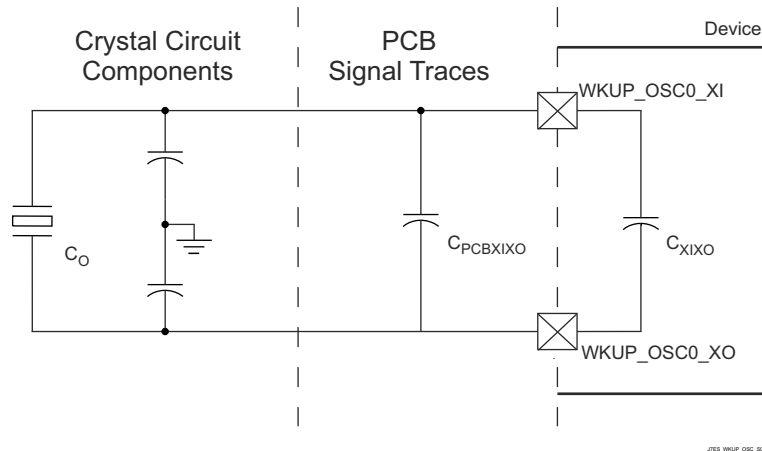 Crystal Circuit
Components
PCB
Signal Traces
Device
WKUP_OSC0_XI
CO
CPCBXIXO
CXIXO
WKUP_OSC0_XO